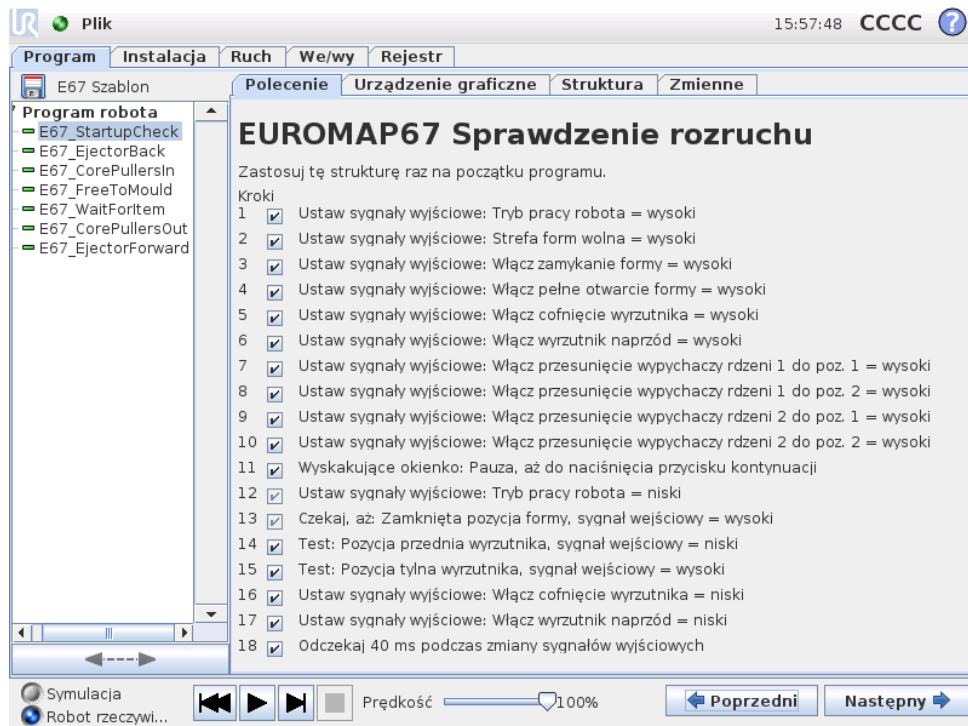 UR Plik 15:57:48 CCCC ?
Program Instalacja Ruch We/wy Rejestr
E67 Szablon
Polecenie Urządzenie graficzne Struktura Zmienne
Program robota
E67_StartupCheck
E67_EjectorBack
E67_CorePullersIn
E67_FreeToMould
E67_WaitForItem
E67_CorePullersOut
E67_EjectorForward
EUROMAP67 Sprawdzenie rozruchu
Zastosuj tę strukturę raz na początku programu.
Kroki
1 Ustaw sygnały wyjściowe: Tryb pracy robota = wysoki
2 Ustaw sygnały wyjściowe: Strefa form wolna = wysoki
3 Ustaw sygnały wyjściowe: Włącz zamykanie formy = wysoki
4 Ustaw sygnały wyjściowe: Włącz pełne otwarcie formy = wysoki
5 Ustaw sygnały wyjściowe: Włącz cofnięcie wyrzutnika = wysoki
6 Ustaw sygnały wyjściowe: Włącz wyrzutnik naprzód = wysoki
7 Ustaw sygnały wyjściowe: Włącz przesunięcie wypychaczy rdzeni 1 do poz. 1 = wysoki
8 Ustaw sygnały wyjściowe: Włącz przesunięcie wypychaczy rdzeni 1 do poz. 2 = wysoki
9 Ustaw sygnały wyjściowe: Włącz przesunięcie wypychaczy rdzeni 2 do poz. 1 = wysoki
10 Ustaw sygnały wyjściowe: Włącz przesunięcie wypychaczy rdzeni 2 do poz. 2 = wysoki
11 Wyskakujące okienko: Pauza, aż do naciśnięcia przycisku kontynuacji
12 Ustaw sygnały wyjściowe: Tryb pracy robota = niski
13 Czekaj, aż: Zamknięta pozycja formy, sygnał wejściowy = wysoki
14 Test: Pozycja przednia wyrzutnika, sygnał wejściowy = niski
15 Test: Pozycja tylna wyrzutnika, sygnał wejściowy = wysoki
16 Ustaw sygnały wyjściowe: Włącz cofnięcie wyrzutnika = niski
17 Ustaw sygnały wyjściowe: Włącz wyrzutnik naprzód = niski
18 Odczekaj 40 ms podczas zmiany sygnałów wyjściowych
Symulacja
Robot rzeczywi...
Prędkość 100%
Poprzedni Następny